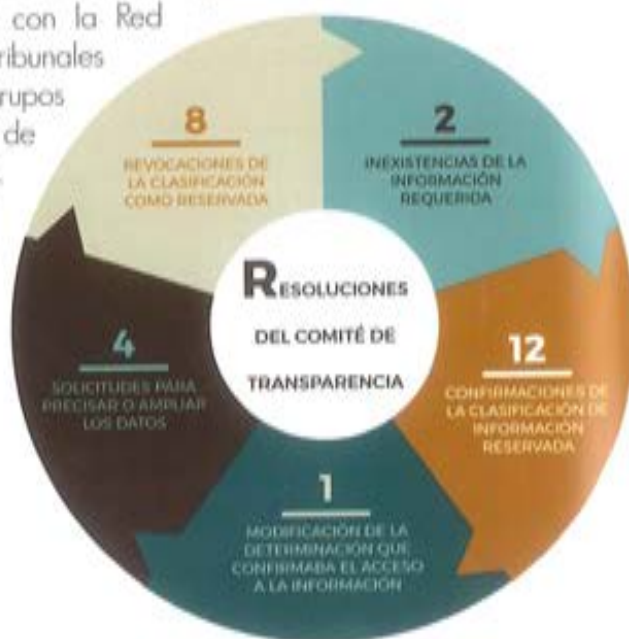 con la Red
ribunales
rupos
de
8
REVOCACIONES DE
LA CLASIFICACIÓN
COMO RESERVADA
2
INEXISTENCIAS DE LA
INFORMACIÓN
REQUERIDA
RESOLUCIONES
DEL COMITÉ DE
TRANSPARENCIA
4
SOLICITUDES PARA
PRECISAR O AMPLIAR
LOS DATOS
12
CONFIRMACIONES DE
LA CLASIFICACIÓN DE
INFORMACIÓN
RESERVADA
1
MODIFICACIÓN DE LA
DETERMINACIÓN QUE
CONFIRMABA EL ACCESO
A LA INFORMACIÓN